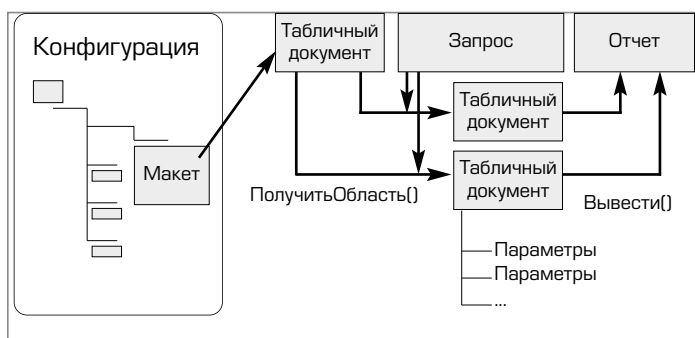 Конфигурация
Макет
Табличный
документ
Запрос
Отчет
Табличный
документ
Табличный
документ
ПолучитьОбласть()
Вывести()
Параметры
Параметры
...